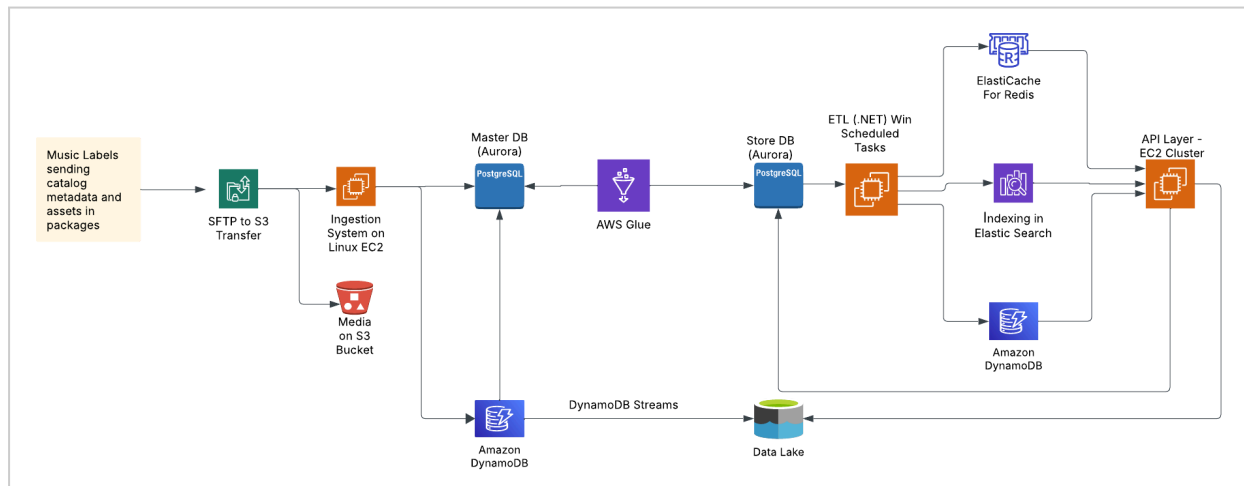 Music Labels
sending
catalog
metadata and
assets in
packages
SFTP to S3
Transfer
Ingestion
System on
Linux EC2
Media
on S3
Bucket
Master DB
(Aurora)
PostgreSQL
AWS Glue
Store DB
(Aurora)
PostgreSQL
ETL (.NET) Win
Scheduled
Tasks
R
ElastiCache
For Redis
Indexing in
Elastic Search
Amazon
DynamoDB
API Layer -
EC2 Cluster
Amazon
DynamoDB
DynamoDB Streams
Data Lake